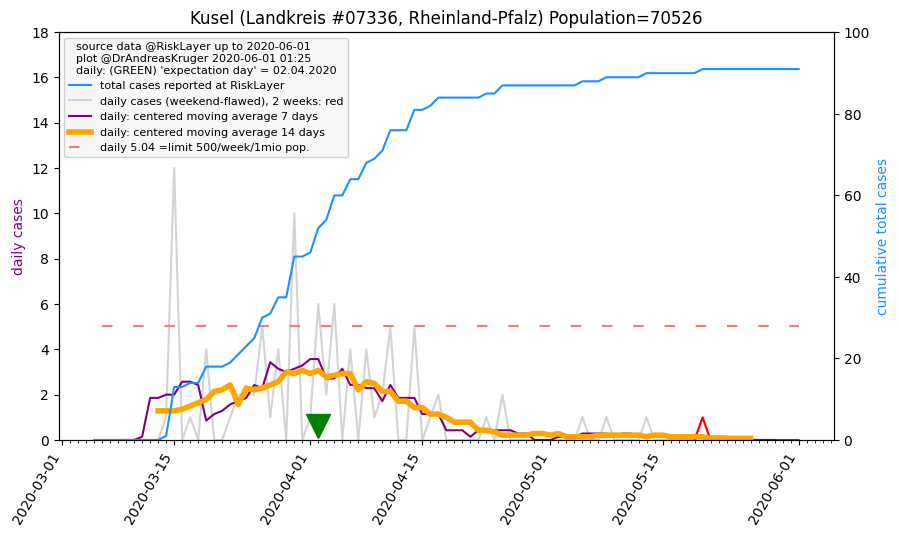 Kusel (Landkreis #07336, Rheinland-Pfalz) Population=70526
source data @RiskLayer up to 2020-06-01
plot @DrAndreasKruger 2020-06-01 01:25
daily: (GREEN) 'expectation day' = 02.04.2020
total cases reported at RiskLayer
daily cases (weekend-flawed), 2 weeks: red
daily: centered moving average 7 days
daily: centered moving average 14 days
daily 5.04 =limit 500/week/1mio pop.
daily cases
18
16
14
12
10
8
6
4
2
0
100
80
60
40
20
0
cumulative total cases
2020-03-01
2020-03-15
2020-04-01
2020-04-15
2020-05-01
2020-05-15
2020-06-01